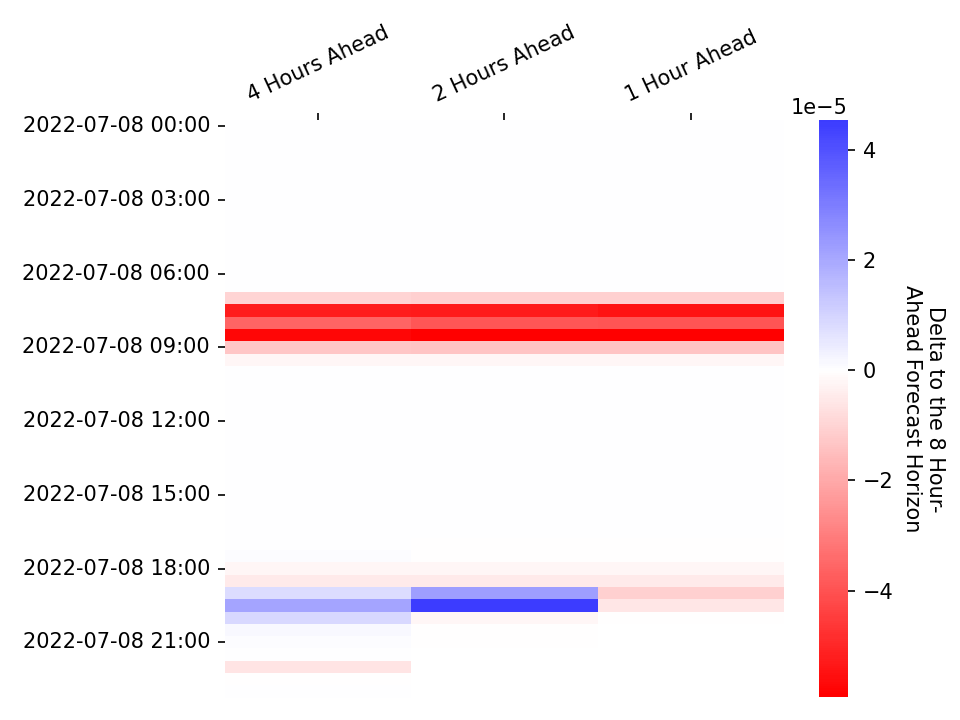 4 Hours Ahead
2 Hours Ahead
1 Hour Ahead
2022-07-08 00:00
2022-07-08 03:00
2022-07-08 06:00
2022-07-08 09:00
2022-07-08 12:00
2022-07-08 15:00
2022-07-08 18:00
2022-07-08 21:00
1e−5
4
2
0
−2
−4
Delta to the 8 Hour-
Ahead Forecast Horizon